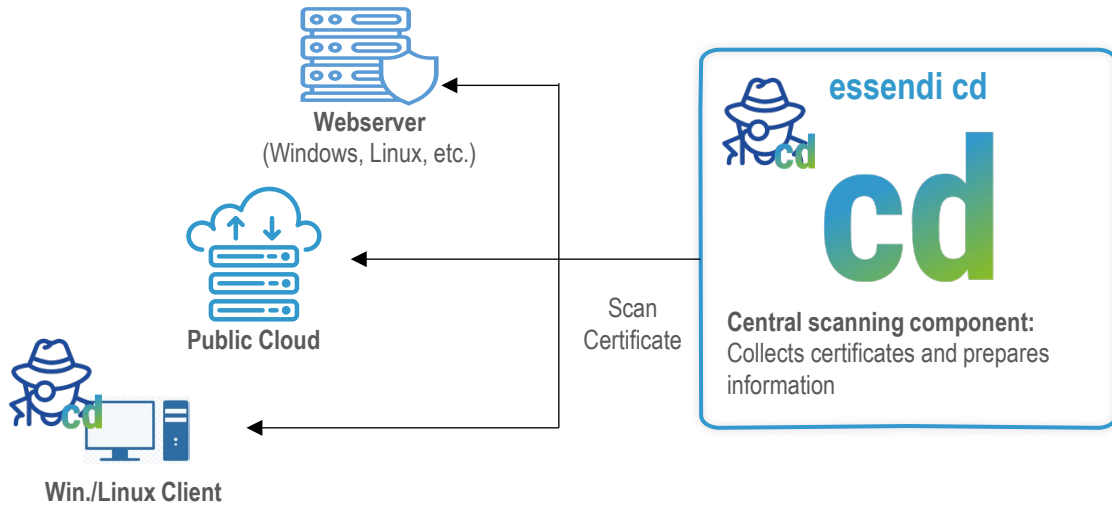 Webserver
(Windows, Linux, etc.)
Public Cloud
cd
Win./Linux Client
Scan
Certificate
essendi cd
cd
cd
Central scanning component:
Collects certificates and prepares
information